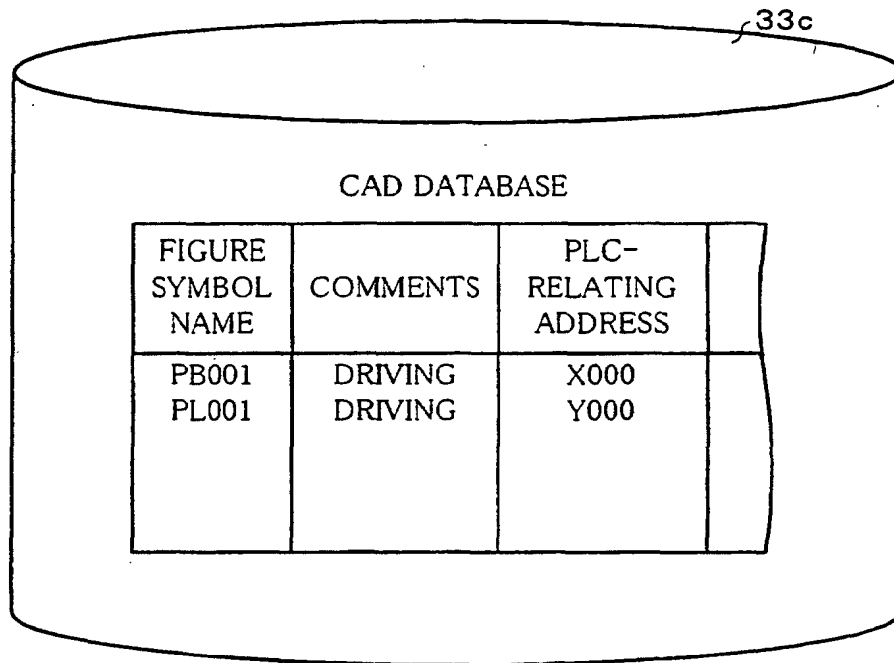 33c
CAD DATABASE
FIGURE SYMBOL NAME COMMENTS PLC-RELATING ADDRESS
PB001 DRIVING X000
PL001 DRIVING Y000